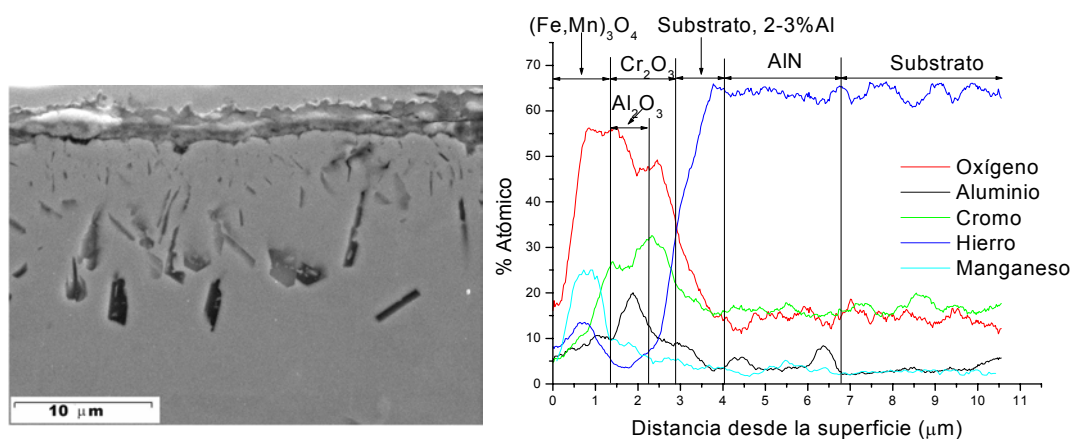 10 μm
(Fe,Mn)₃O₄
Substrato, 2-3%Al
Cr₂O₃
AlN
Substrato
Al₂O₃
Oxígeno
Aluminio
Cromo
Hierro
Manganeso
% Atómico
70
60
50
40
30
20
10
0
0 1 2 3 4 5 6 7 8 9 10 11
Distancia desde la superficie (μm)